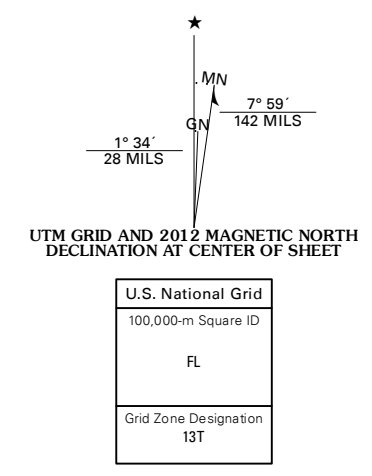 ★
MN
GN
7° 59´
142 MILS
1° 34´
28 MILS
UTM GRID AND 2012 MAGNETIC NORTH
DECLINATION AT CENTER OF SHEET
U.S. National Grid
100,000-m Square ID
FL
Grid Zone Designation
13T